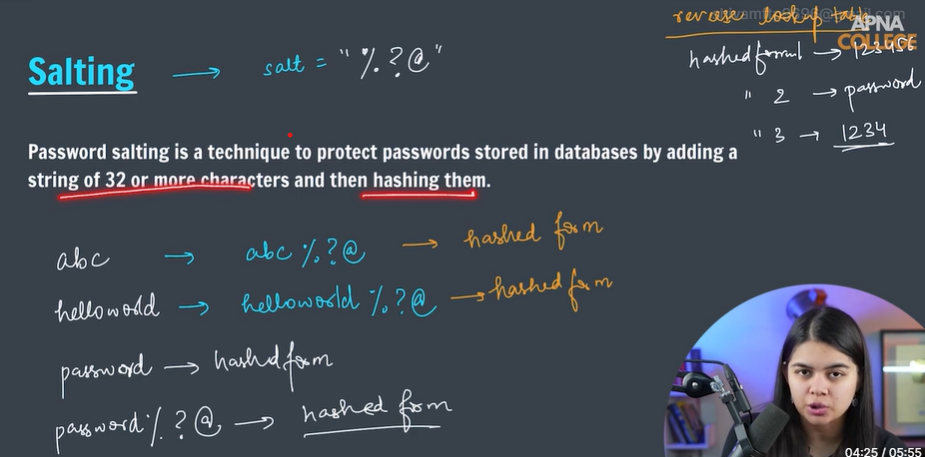 reverse lookup table
APNA
COLLEGE
Salting → salt = "%?@"
hashedform1 → 123456
" 2 → password
" 3 → 1234
Password salting is a technique to protect passwords stored in databases by adding a
string of 32 or more characters and then hashing them.
abc → abc%?@ → hashed form
helloworld → helloworld%?@ → hashed form
password → hashed form
password%?@ → hashed form
04:25 / 05:55